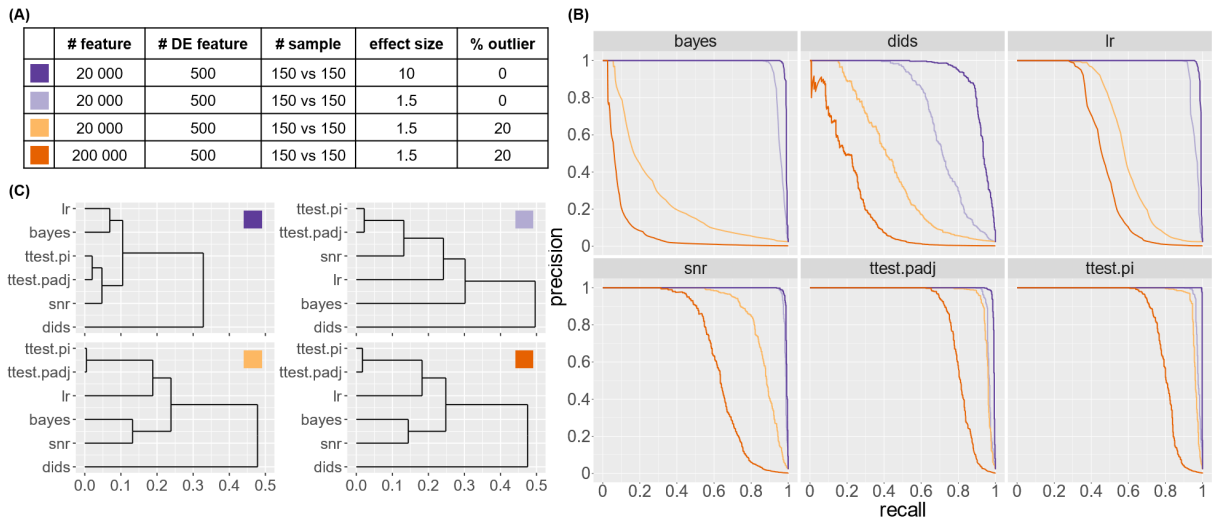 (A)
# feature # DE feature # sample effect size % outlier
20 000 500 150 vs 150 10 0
20 000 500 150 vs 150 1.5 0
20 000 500 150 vs 150 1.5 20
200 000 500 150 vs 150 1.5 20
(B)
bayes dids lr
1
0.8
0.6
0.4
0.2
0
snr ttest.padj ttest.pi
1
0.8
0.6
0.4
0.2
0
0 0.2 0.4 0.6 0.8 1 0 0.2 0.4 0.6 0.8 1 0 0.2 0.4 0.6 0.8 1
precision
recall
(C)
lr
bayes
ttest.pi
ttest.padj
snr
dids
ttest.pi
ttest.padj
snr
lr
bayes
dids
ttest.pi
ttest.padj
lr
bayes
snr
dids
0.0 0.1 0.2 0.3 0.4 0.5
ttest.pi
ttest.padj
lr
bayes
snr
dids
0.0 0.1 0.2 0.3 0.4 0.5